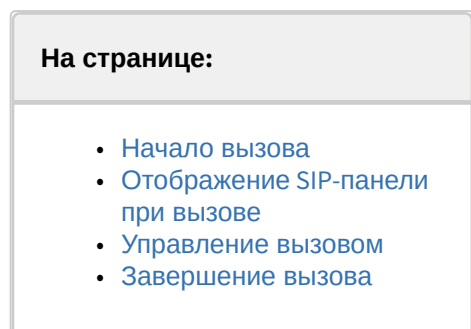 На странице:
• Начало вызова
• Отображение SIP-панели
при вызове
• Управление вызовом
• Завершение вызова